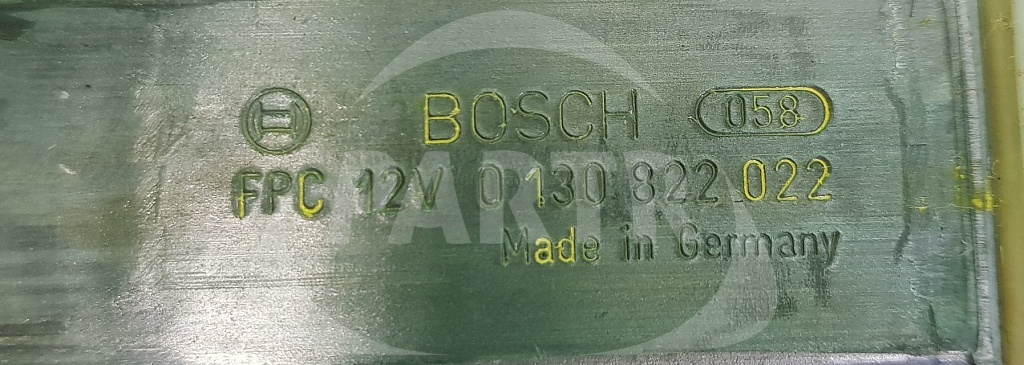 BOSCH 058
FPC 12V 0 130 822 022
Made in Germany